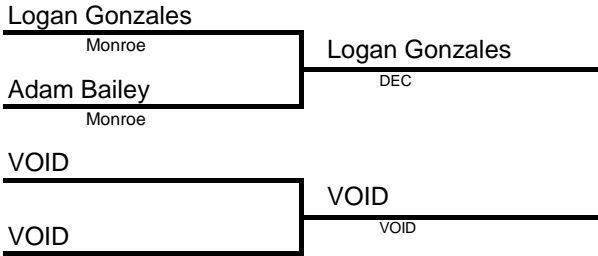 Logan Gonzales
Monroe
Logan Gonzales
DEC
Adam Bailey
Monroe
VOID
VOID
VOID
VOID